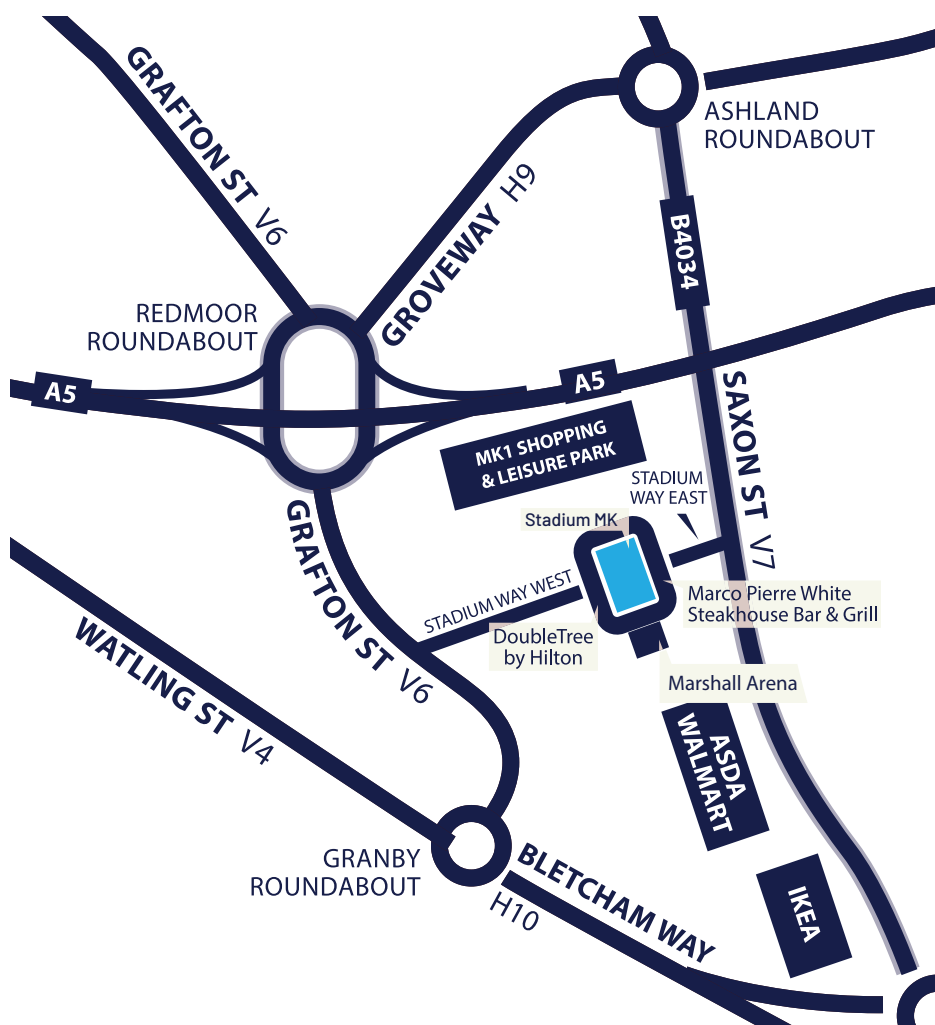 GRAFTON ST V6
GROVEWAY H9
ASHLAND
ROUNDABOUT
B4034
REDMOOR
ROUNDABOUT
A5
A5
MK1 SHOPPING
& LEISURE PARK
SAXON ST V7
STADIUM
WAY EAST
Stadium MK
GRAFTON ST V6
STADIUM WAY WEST
Marco Pierre White
Steakhouse Bar & Grill
DoubleTree
by Hilton
Marshall Arena
WATLING ST V4
ASDA
WALMART
GRANBY
ROUNDABOUT
BLETCHAM WAY
H10
IKEA